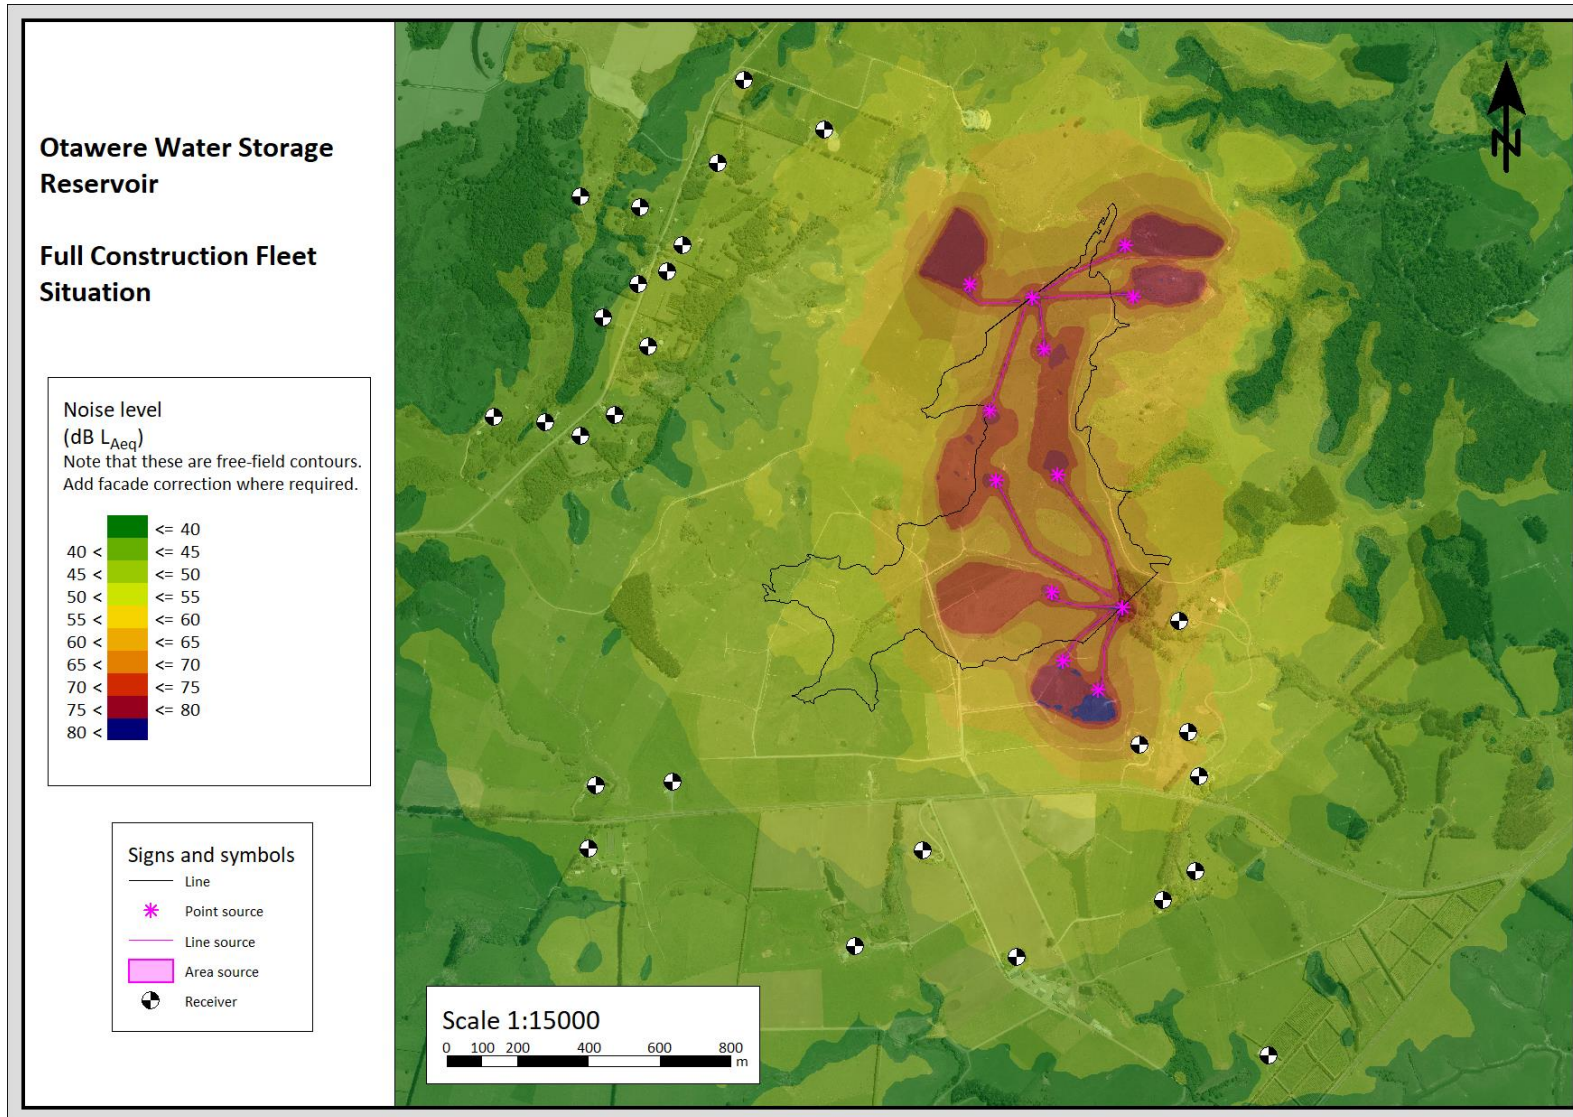 Otawere Water Storage
Reservoir
Full Construction Fleet
Situation
Noise level
(dB LAeq)
Note that these are free-field contours.
Add facade correction where required.
<= 40
40 < <= 45
45 < <= 50
50 < <= 55
55 < <= 60
60 < <= 65
65 < <= 70
70 < <= 75
75 < <= 80
80 <
Signs and symbols
Line
Point source
Line source
Area source
Receiver
Scale 1:15000
0 100 200 400 600 800
m
N